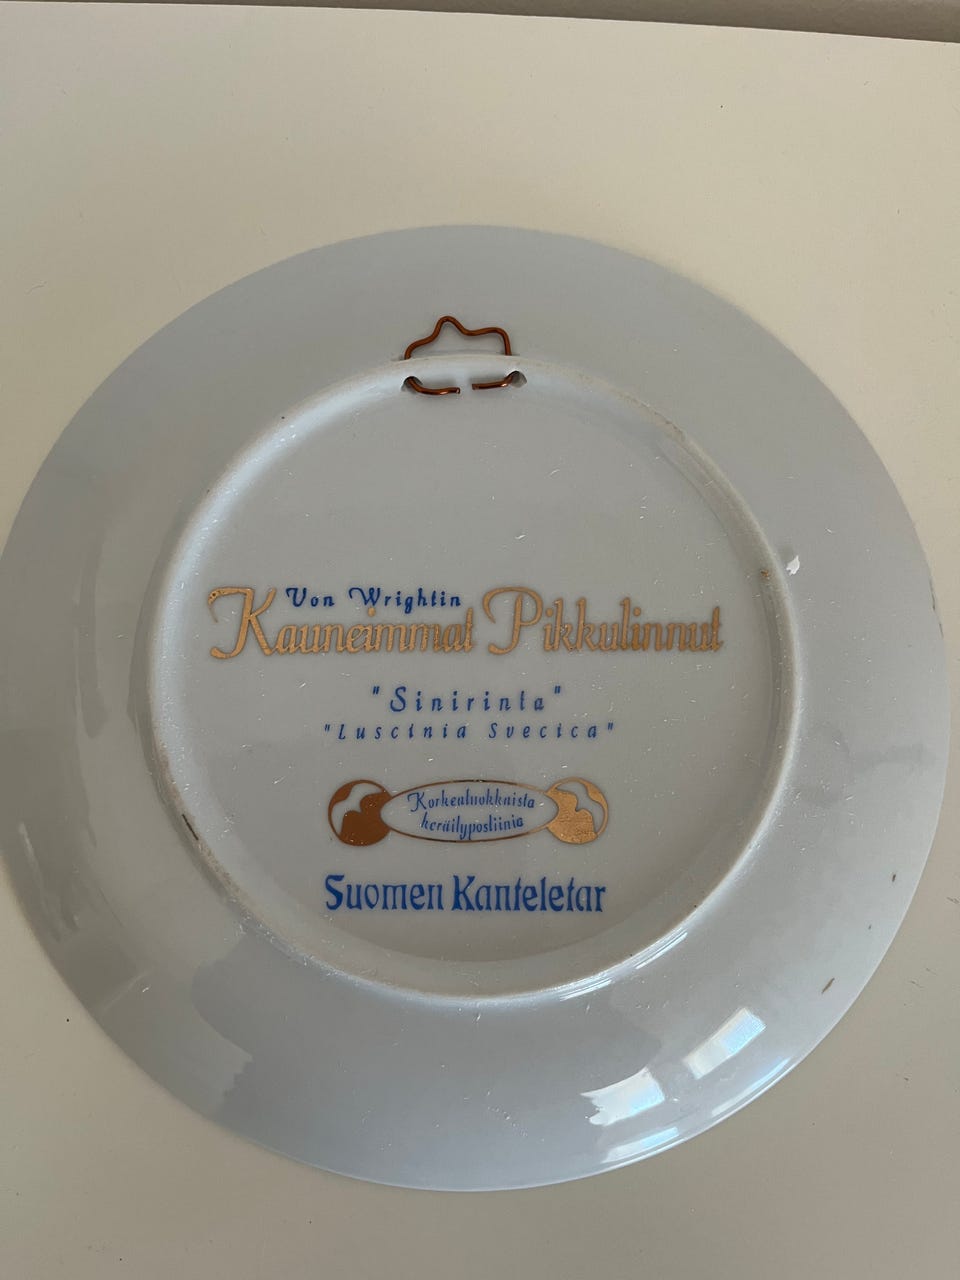 Von Wrightin
Kauneimmat Pikkulinnut
"Sinirinta"
"Luscinia Svecica"
Korkealuokkaista
keräilyposliinia
Suomen Kanteletar